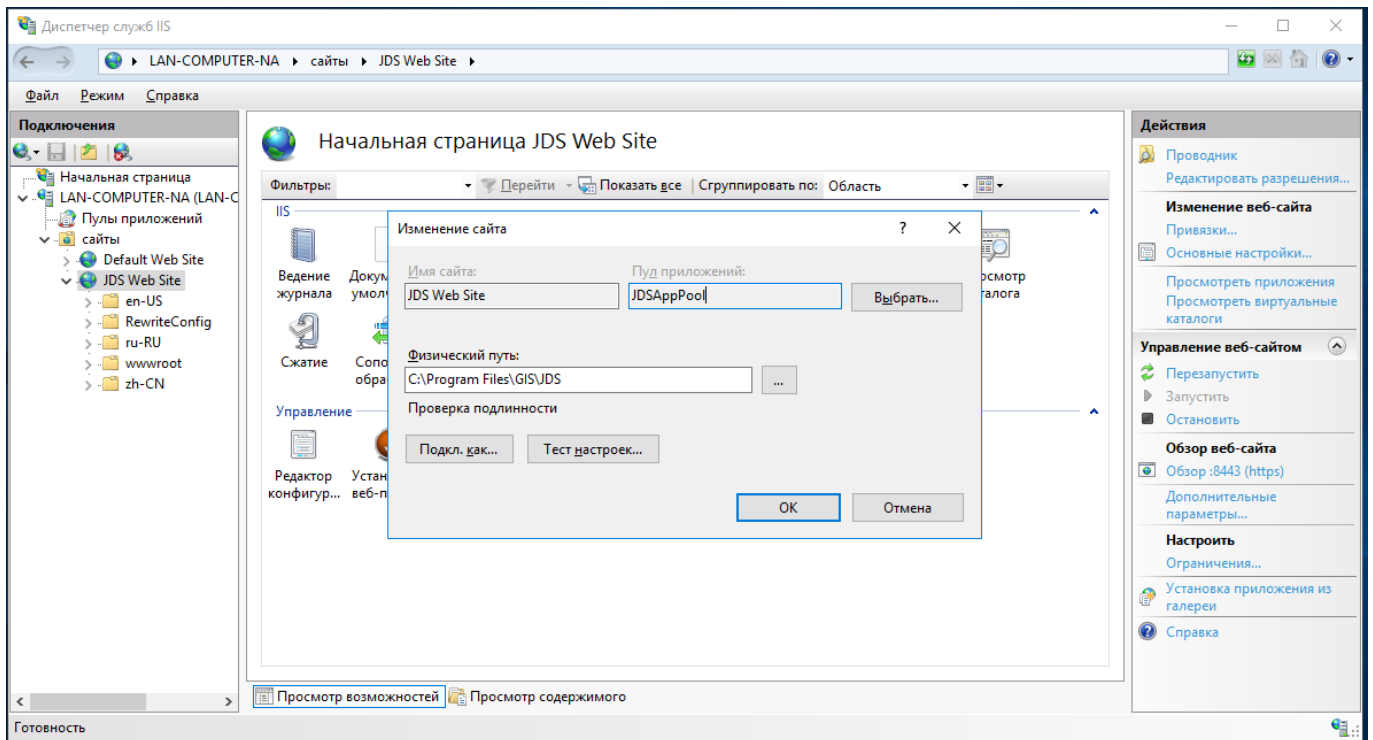 Диспетчер служб IIS
LAN-COMPUTER-NA сайты JDS Web Site
Файл Режим Справка
Подключения
Начальная страница
LAN-COMPUTER-NA (LAN-C
Пулы приложений
сайты
Default Web Site
JDS Web Site
en-US
RewriteConfig
ru-RU
wwwroot
zh-CN
Начальная страница JDS Web Site
Фильтры: Перейти Показать все Сгруппировать по: Область
IIS
Ведение
журнала
Докум
умол
осмотр
талога
Сжатие
Сопо
обра
Управление
Редактор
конфигур...
Устан
веб-п
Изменение сайта ?
Имя сайта: Пул приложений:
JDS Web Site JDSAppPool Выбрать...
Физический путь:
C:\Program Files\GIS\JDS ...
Проверка подлинности
Подкл. как... Тест настроек...
ОК Отмена
Просмотр возможностей Просмотр содержимого
Действия
Проводник
Редактировать разрешения...
Изменение веб-сайта
Привязки...
Основные настройки...
Просмотреть приложения
Просмотреть виртуальные
каталоги
Управление веб-сайтом
Перезапустить
Запустить
Остановить
Обзор веб-сайта
Обзор :8443 (https)
Дополнительные
параметры...
Настроить
Ограничения...
Установка приложения из
галереи
Справка
Готовность